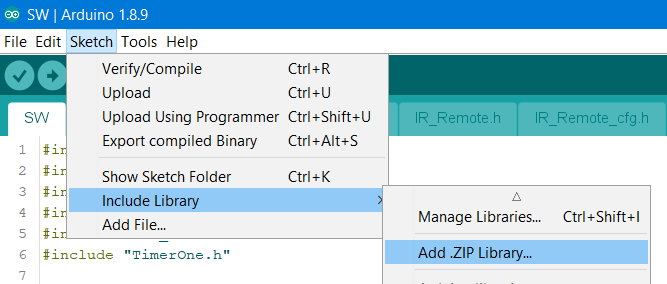 SW | Arduino 1.8.9
File Edit Sketch Tools Help
Verify/Compile Ctrl+R
Upload Ctrl+U
Upload Using Programmer Ctrl+Shift+U
Export compiled Binary Ctrl+Alt+S
Show Sketch Folder Ctrl+K
Include Library
Add File...
Manage Libraries... Ctrl+Shift+I
Add .ZIP Library...
SW IR_Remote.h IR_Remote_cfg.h
1 #in
2 #in
3 #in
4 #in
5 #in
6 #include "TimerOne.h"
7